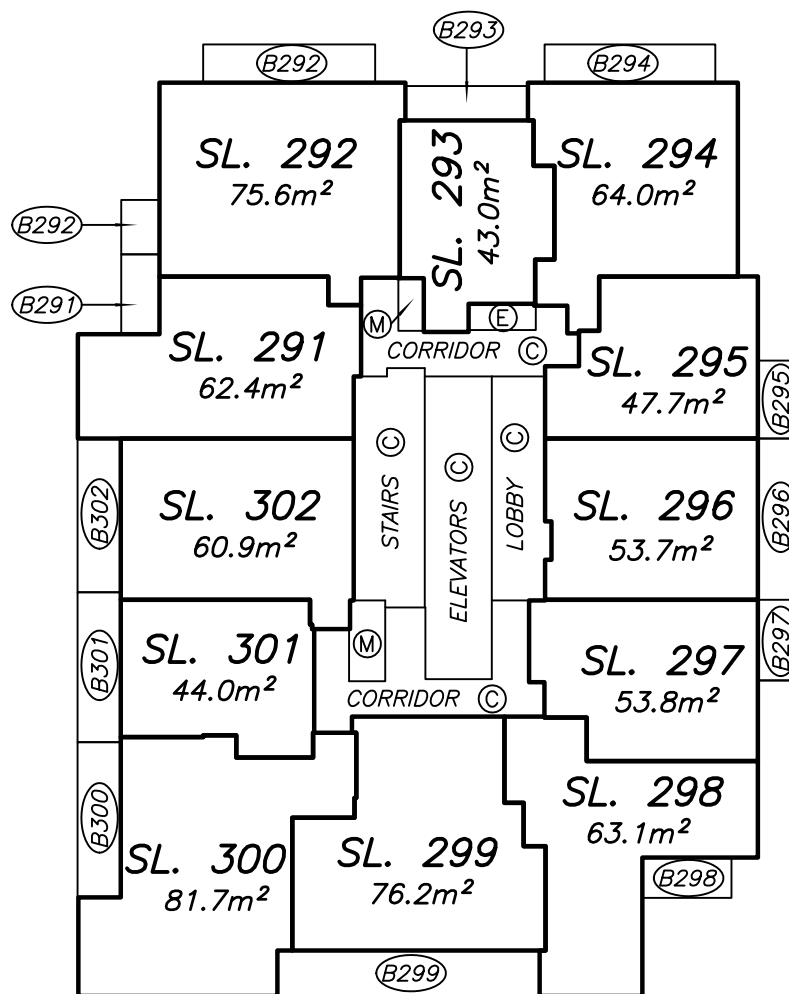 B293
B292
B294
SL. 292
75.6m²
SL. 293
43.0m²
SL. 294
64.0m²
B292
B291
M
E
CORRIDOR C
SL. 291
62.4m²
SL. 295
47.7m²
B295
STAIRS C
ELEVATORS C
LOBBY C
B302
SL. 302
60.9m²
SL. 296
53.7m²
B296
B301
SL. 301
44.0m²
M
SL. 297
53.8m²
B297
CORRIDOR C
B300
SL. 300
81.7m²
SL. 299
76.2m²
SL. 298
63.1m²
B298
B299